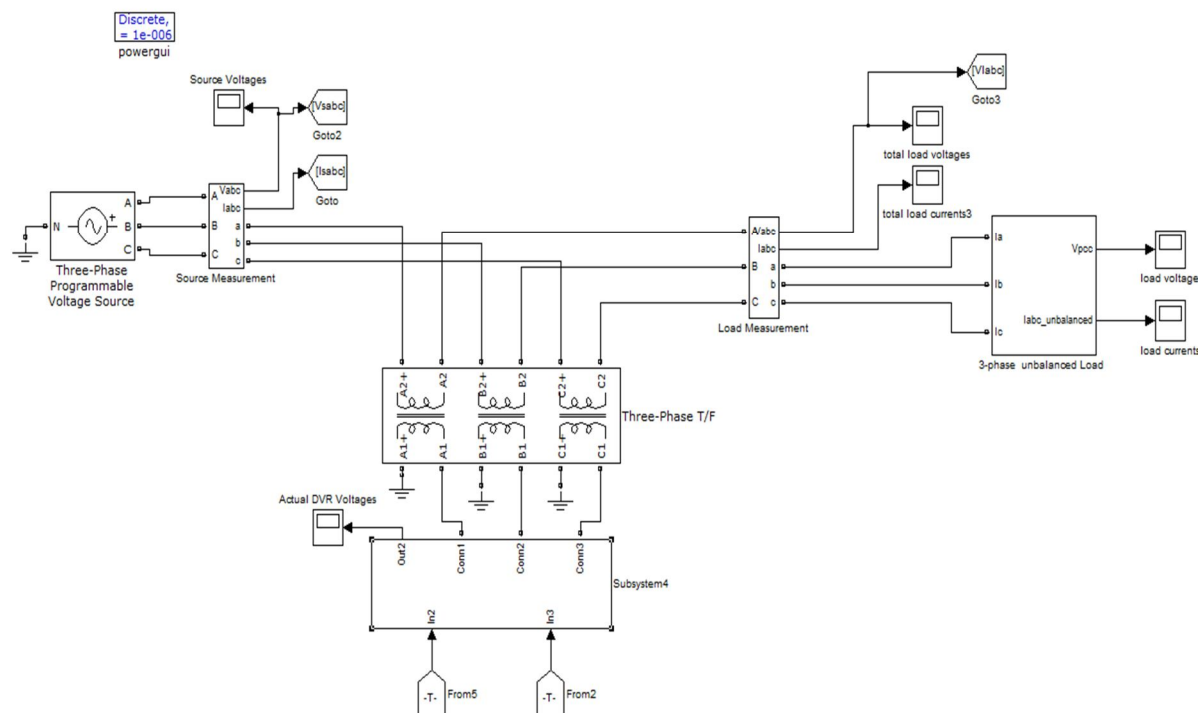 Discrete,
= 1e-006
powergui
Source Voltages
[Vsabc]
Goto2
[Isabc]
Goto
[Vlabc]
Goto3
total load voltages
total load currents3
N
A
B
C
Three-Phase
Programmable
Voltage Source
A
B
C
Vabc
Iabc
a
b
c
Source Measurement
A/abc
B
C
Iabc
a
b
c
Load Measurement
Ia
Ib
Ic
Vpcc
Iabc_unbalanced
3-phase unbalanced Load
load voltage
load currents
A2+
A2
B2+
B2
C2+
C2
A1+
A1
B1+
B1
C1+
C1
Three-Phase T/F
Actual DVR Voltages
Out2
Conn1
Conn2
Conn3
In2
In3
Subsystem4
-T-
From5
-T-
From2